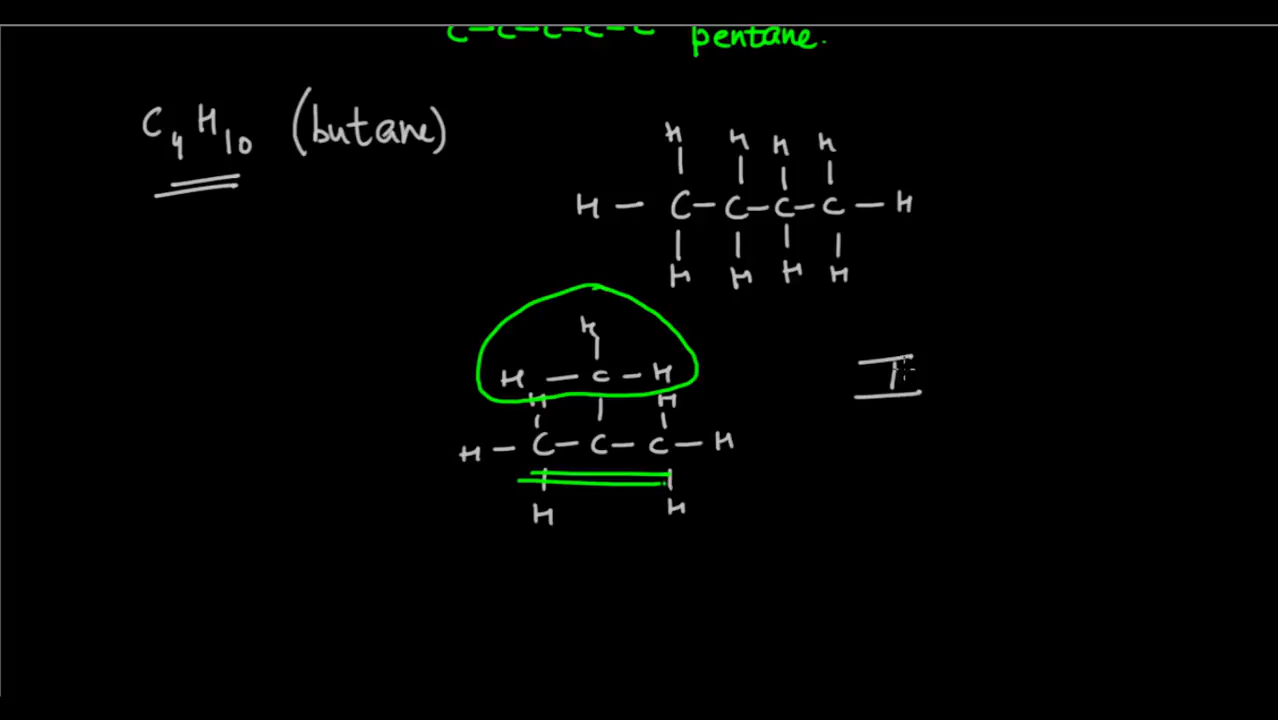 C-C-C-C-C pentane.
C4H10 (butane)
H H H H
H - C - C - C - C - H
H H H H
H
H - C - H
H H
H - C - C - C - H
H H
I